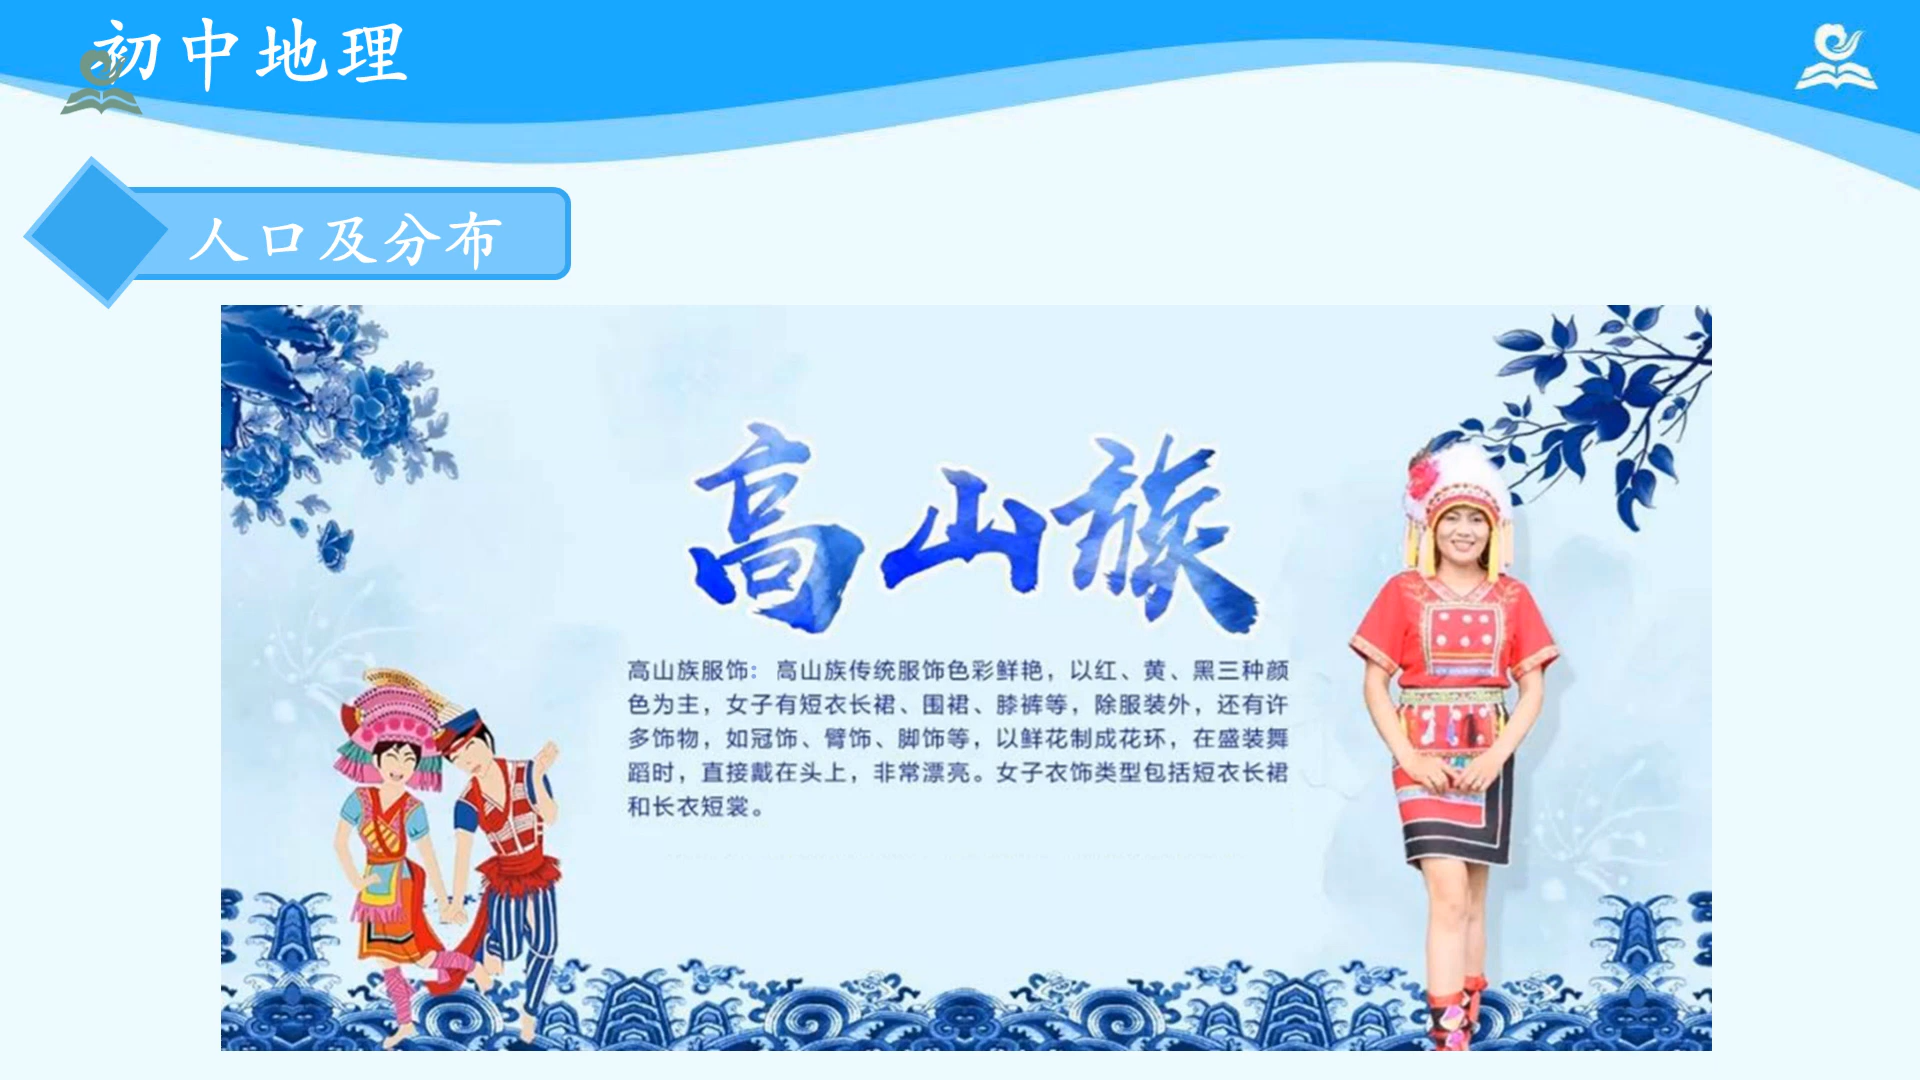 初中地理
人口及分布
高山族
高山族服饰：高山族传统服饰色彩鲜艳，以红、黄、黑三种颜
色为主，女子有短衣长裙、围裙、膝裤等，除服装外，还有许
多饰物，如冠饰、臂饰、脚饰等，以鲜花制成花环，在盛装舞
蹈时，直接戴在头上，非常漂亮。女子衣饰类型包括短衣长裙
和长衣短裳。